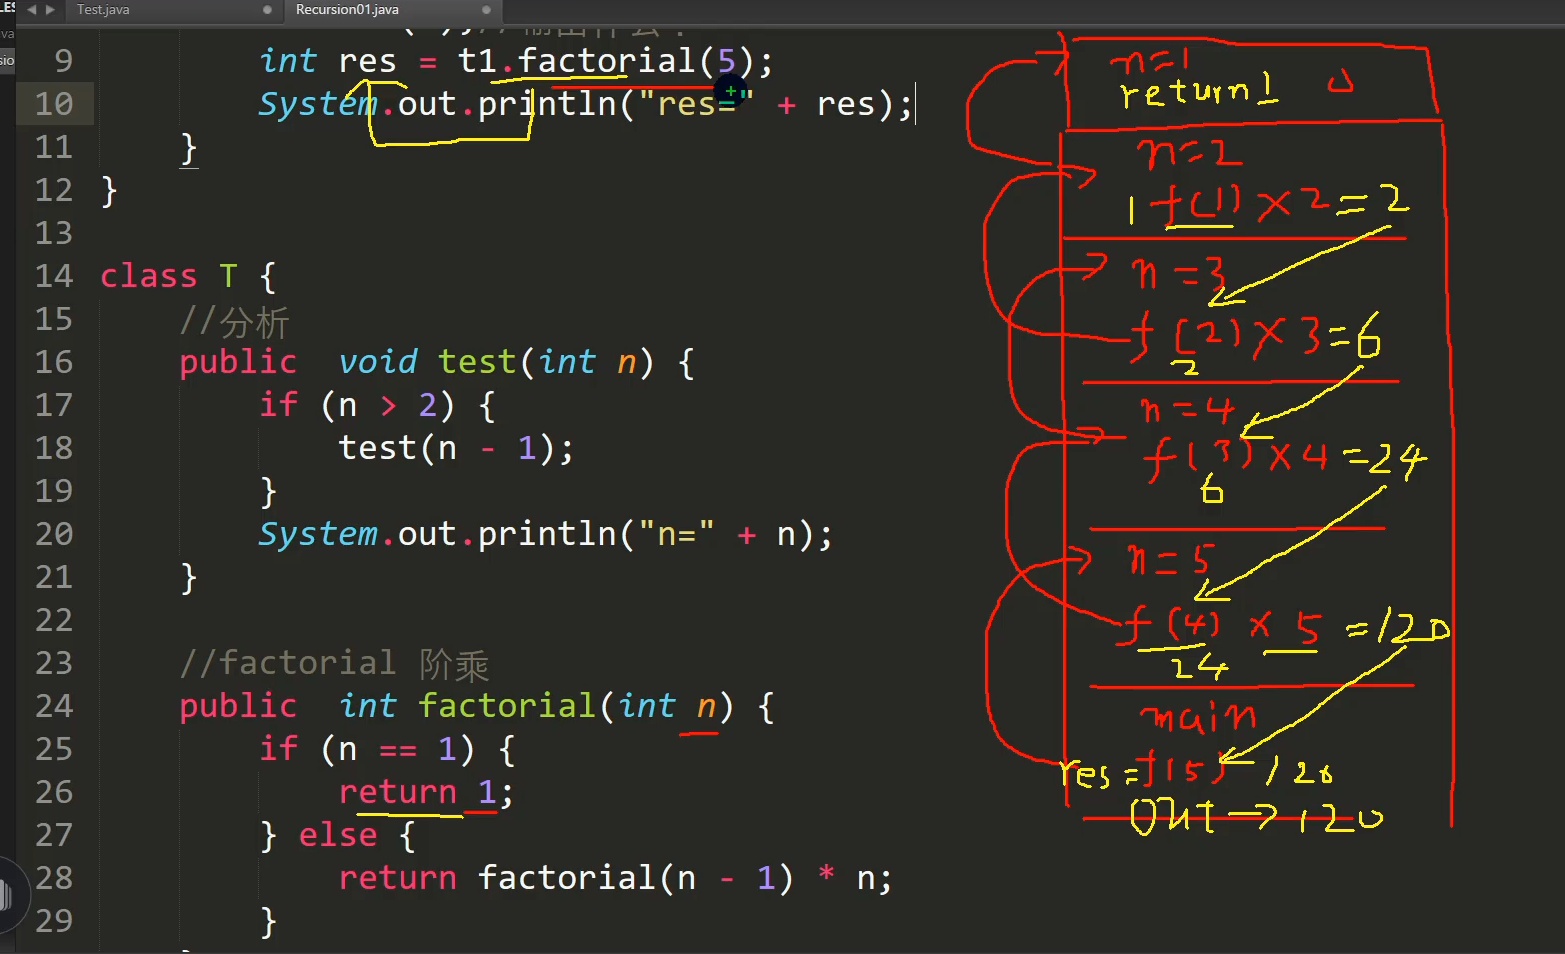 Test.java
Recursion01.java
9 int res = t1.factorial(5);
10 System.out.println("res=" + res);
11 }
12 }
13
14 class T {
15 //分析
16 public  void test(int n) {
17 if (n > 2) {
18 test(n - 1);
19 }
20 System.out.println("n=" + n);
21 }
22
23 //factorial 阶乘
24 public  int factorial(int n) {
25 if (n == 1) {
26 return 1;
27 } else {
28 return factorial(n - 1) * n;
29 }
n=1
return 1
n=2
1 f(1) × 2 = 2
n=3
f(2) × 3 = 6
2
n=4
f(3) × 4 = 24
6
n=5
f(4) × 5 = 120
24
main
res = f(5) 120
out → 120